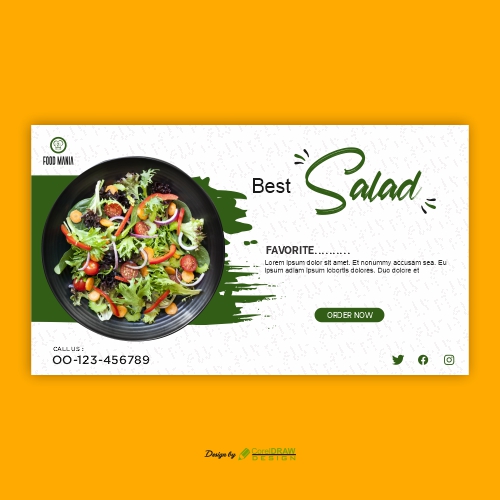 FOOD MANIA
Best Salad
FAVORITE..........
Lorem ipsum dolor sit amet. Et nonummy accusam sea. Eu
ipsum adiam ipsum lobortis dolores. Duo dolore et
ORDER NOW
CALL US :
OO-123-456789
Design by CorelDRAW
DESIGN